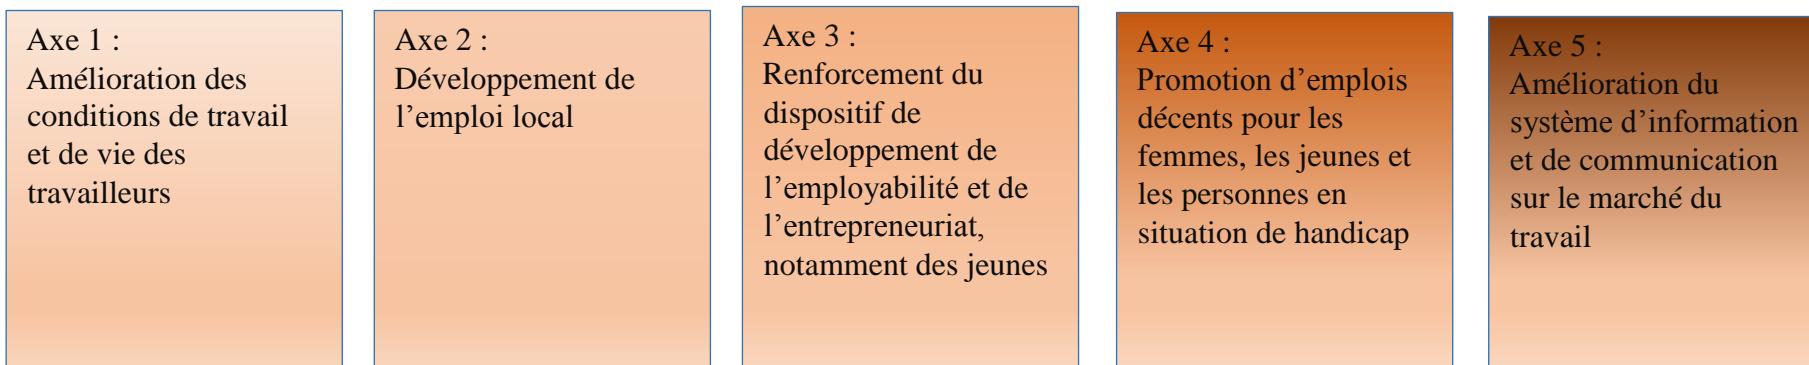 Axe 1 :
Amélioration des
conditions de travail
et de vie des
travailleurs
Axe 2 :
Développement de
l’emploi local
Axe 3 :
Renforcement du
dispositif de
développement de
l’employabilité et de
l’entrepreneuriat,
notamment des jeunes
Axe 4 :
Promotion d’emplois
décents pour les
femmes, les jeunes et
les personnes en
situation de handicap
Axe 5 :
Amélioration du
système d’information
et de communication
sur le marché du
travail